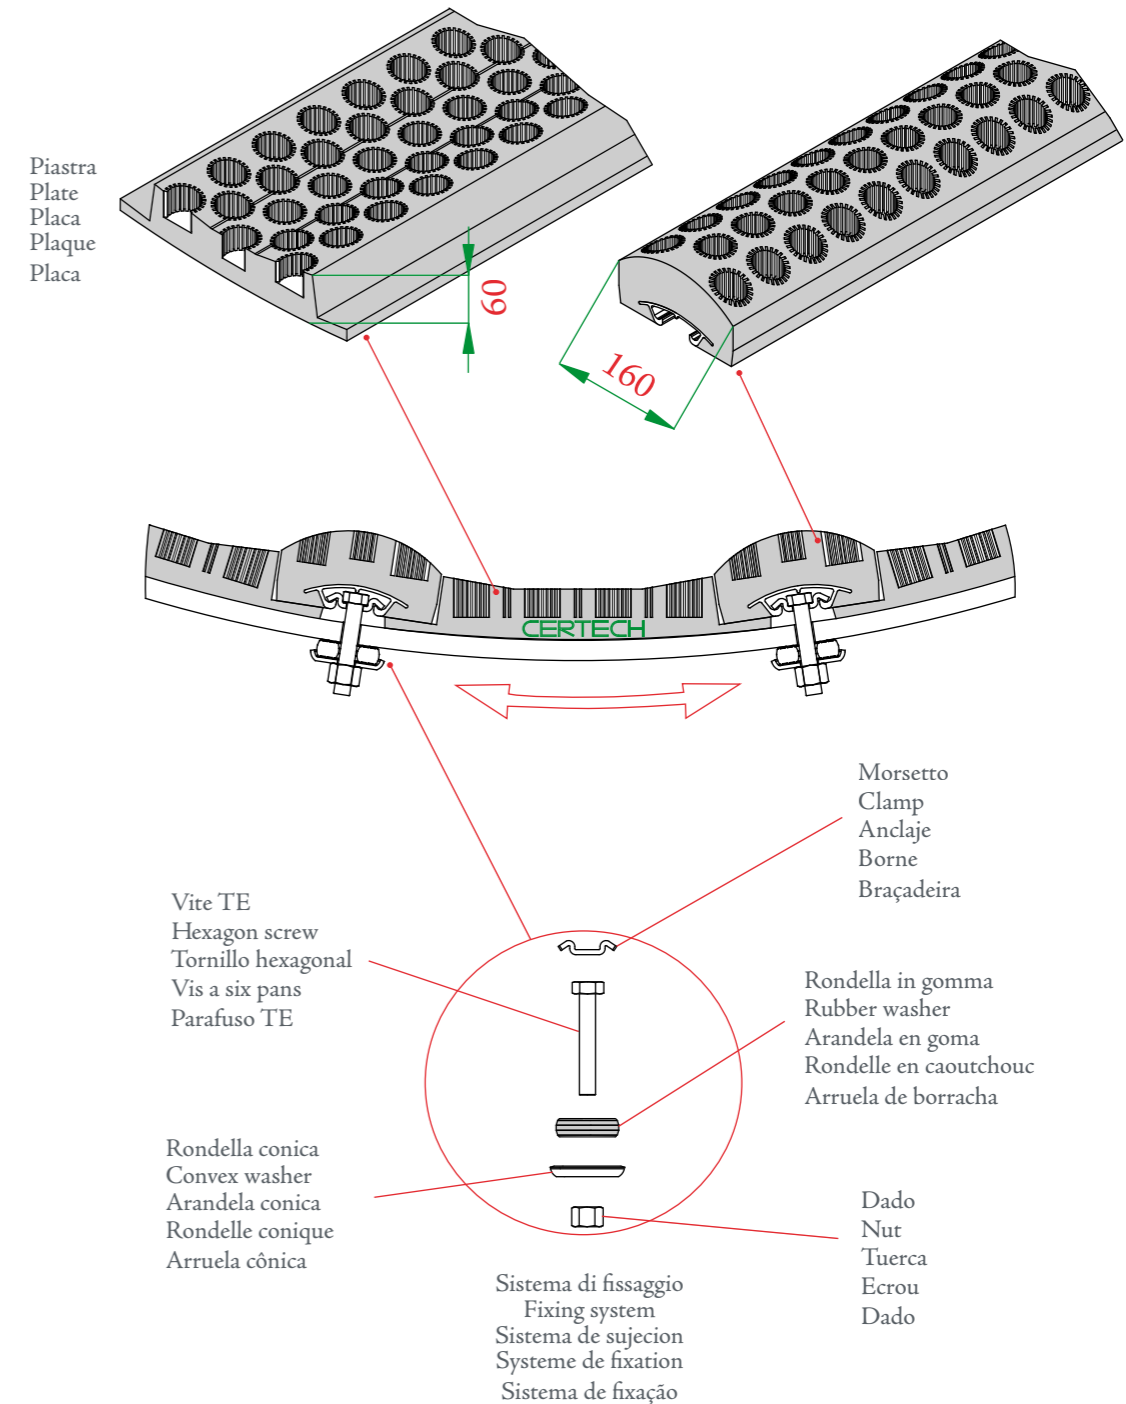 Piastra
Plate
Placa
Plaque
Placa
60
160
CERTECH
Morsetto
Clamp
Anclaje
Borne
Braçadeira
Vite TE
Hexagon screw
Tornillo hexagonal
Vis a six pans
Parafuso TE
Rondella in gomma
Rubber washer
Arandela en goma
Rondelle en caoutchouc
Arruela de borracha
Rondella conica
Convex washer
Arandela conica
Rondelle conique
Arruela cônica
Dado
Nut
Tuerca
Ecrou
Dado
Sistema di fissaggio
Fixing system
Sistema de sujecion
Systeme de fixation
Sistema de fixação